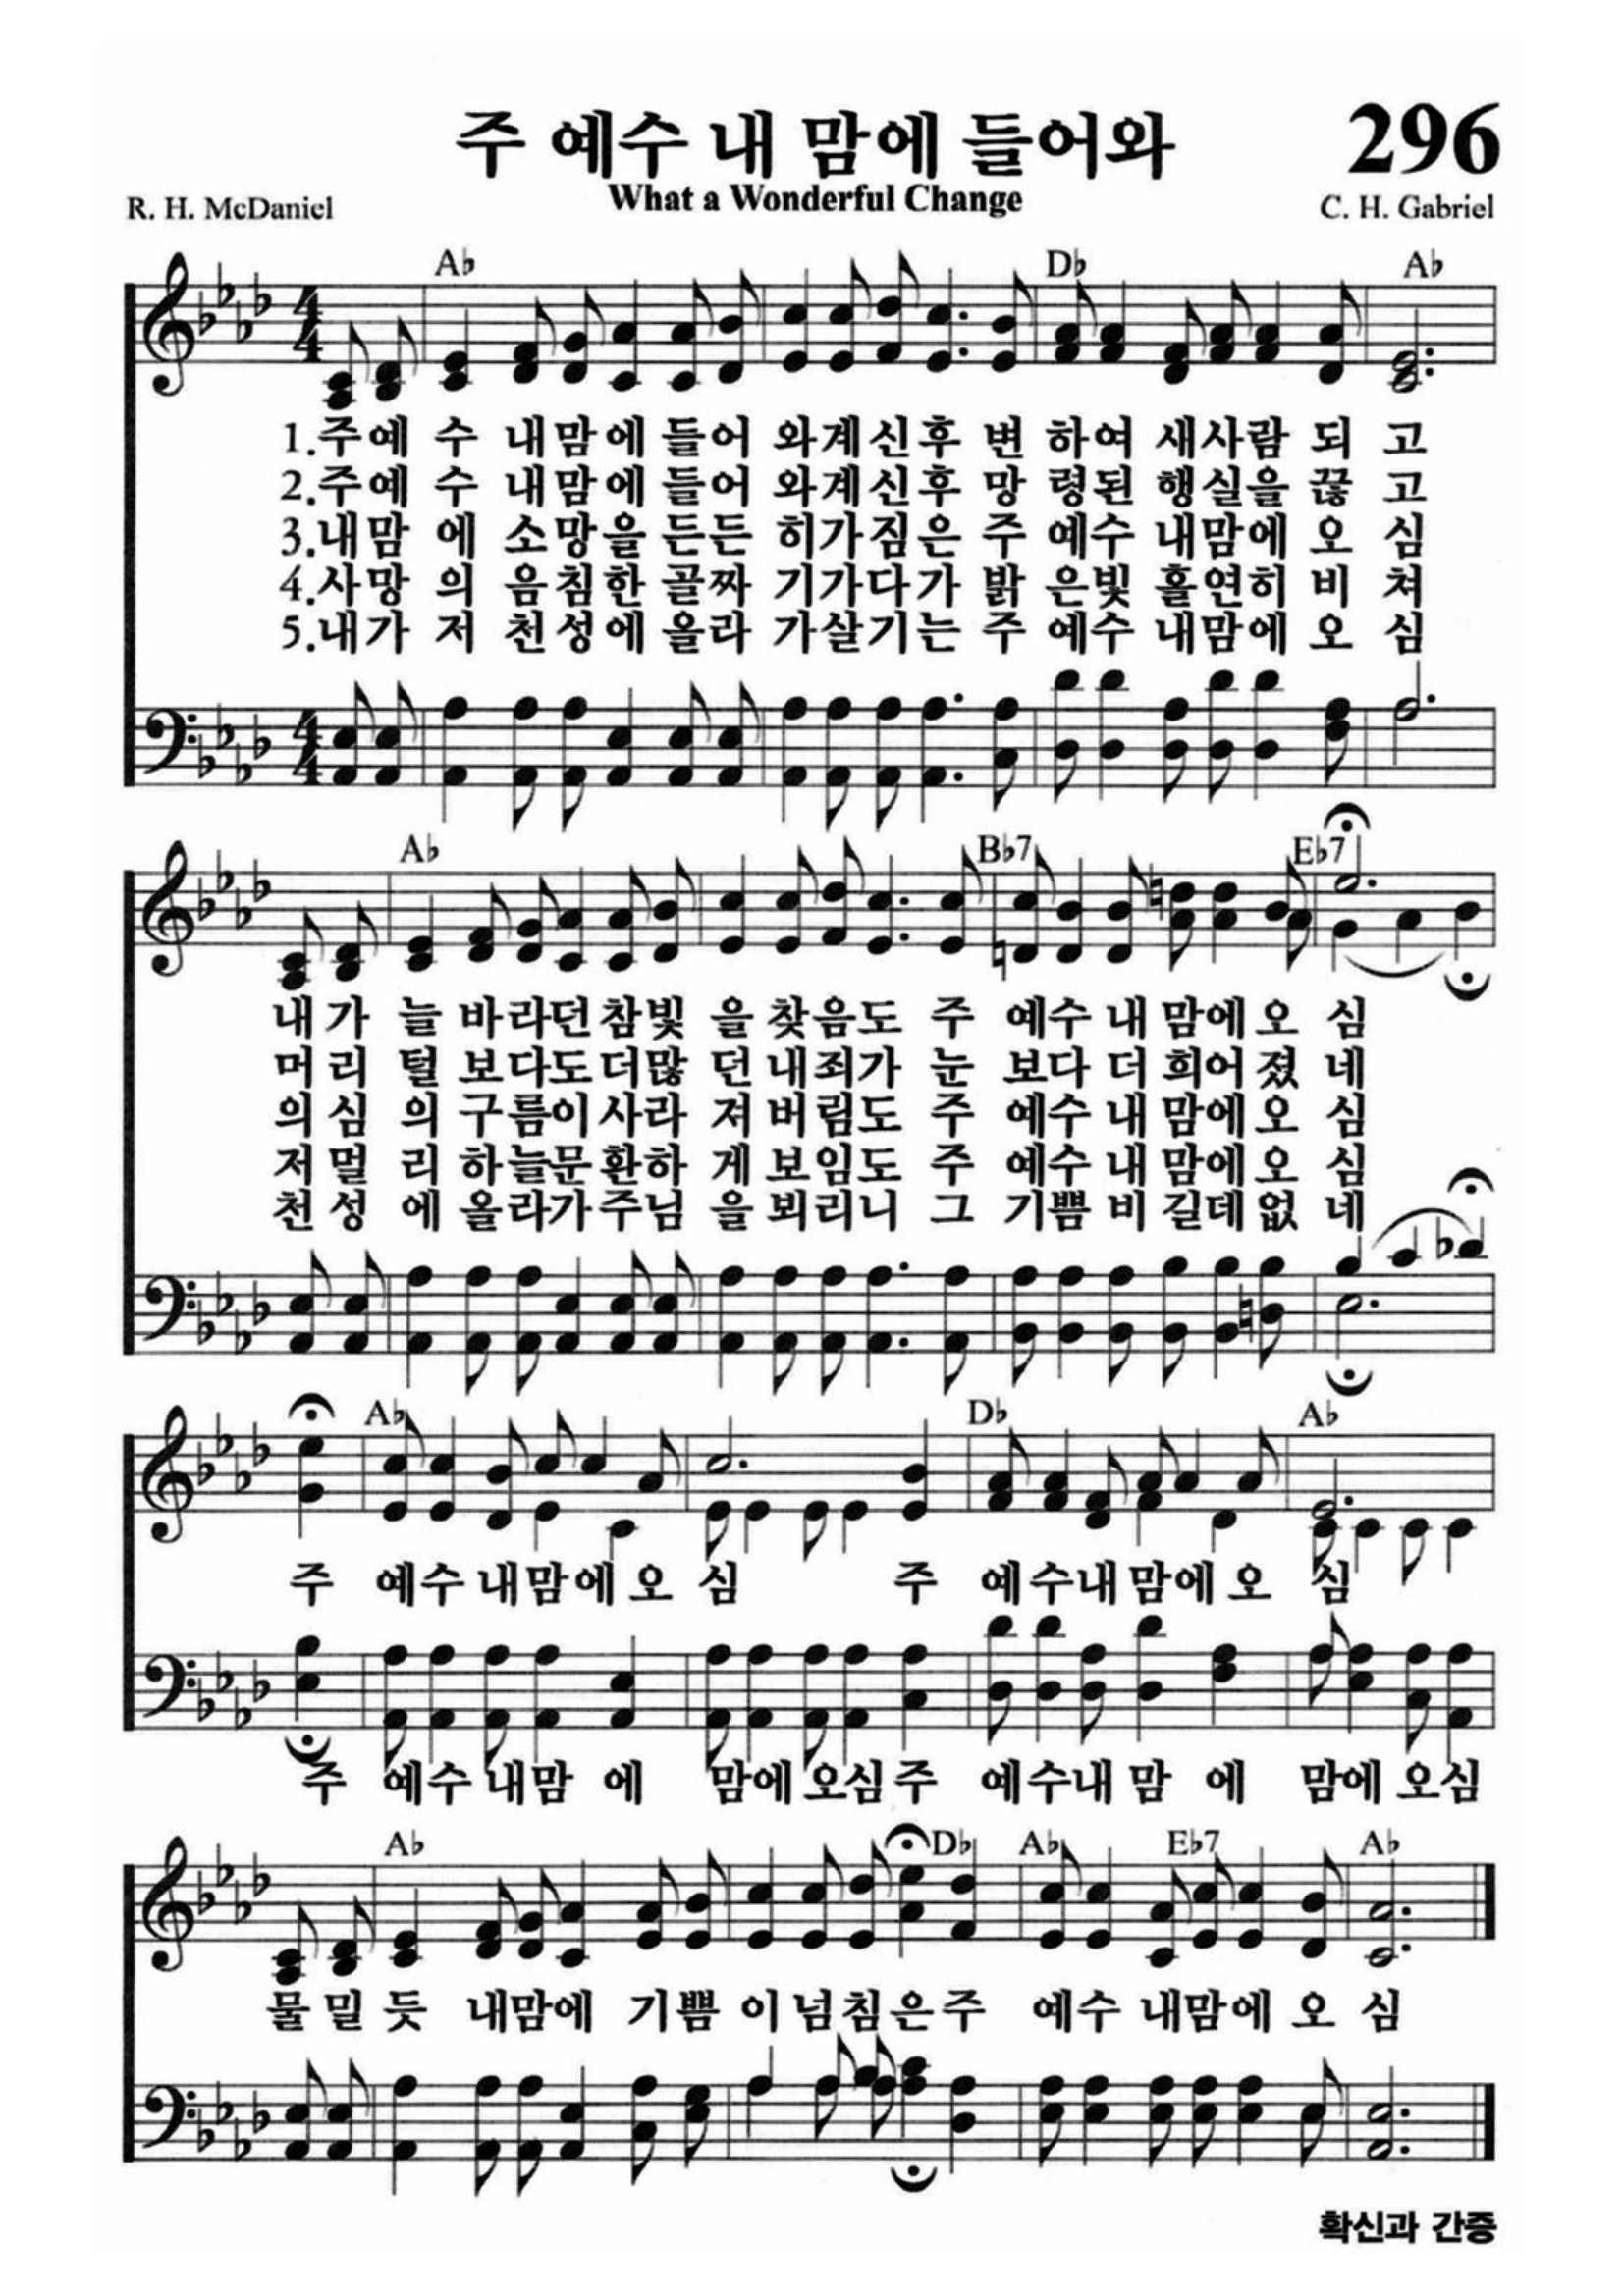 주 예수 내 맘에 들어와 296
What a Wonderful Change
R. H. McDaniel C. H. Gabriel
A♭ D♭ A♭
4 4
1.주예 수 내맘에 들어 와계신후 변 하여 새사람 되 고
2.주예 수 내맘에 들어 와계신후 망 령된 행실을 끊 고
3.내맘 에 소망을 든든 히가짐은 주 예수 내맘에 오 심
4.사망 의 음침한 골짜 기가다가 밝 은빛 홀연히 비 쳐
5.내가 저 천성에 올라 가살기는 주 예수 내맘에 오 심
4 4
A♭ B♭7 E♭7
내가 늘 바라던참빛 을찾음도 주 예수 내 맘에오 심
머리 털 보다도더많 던내죄가 눈 보다 더 희어졌 네
의심 의 구름이사라 져버림도 주 예수 내 맘에오 심
저멀 리 하늘문환하 게보임도 주 예수 내 맘에오 심
천성 에 올라가주님 을뵈리니 그 기쁨 비 길데없 네
A♭ D♭ A♭
주 예수내맘에 오 심 주 예수내맘에 오 심
주 예수내맘 에 맘에오심주 예수내맘 에 맘에오심
A♭ D♭ A♭ E♭7 A♭
물밀 듯 내맘에 기쁨 이넘침은주 예수 내맘에 오 심
확신과 간증